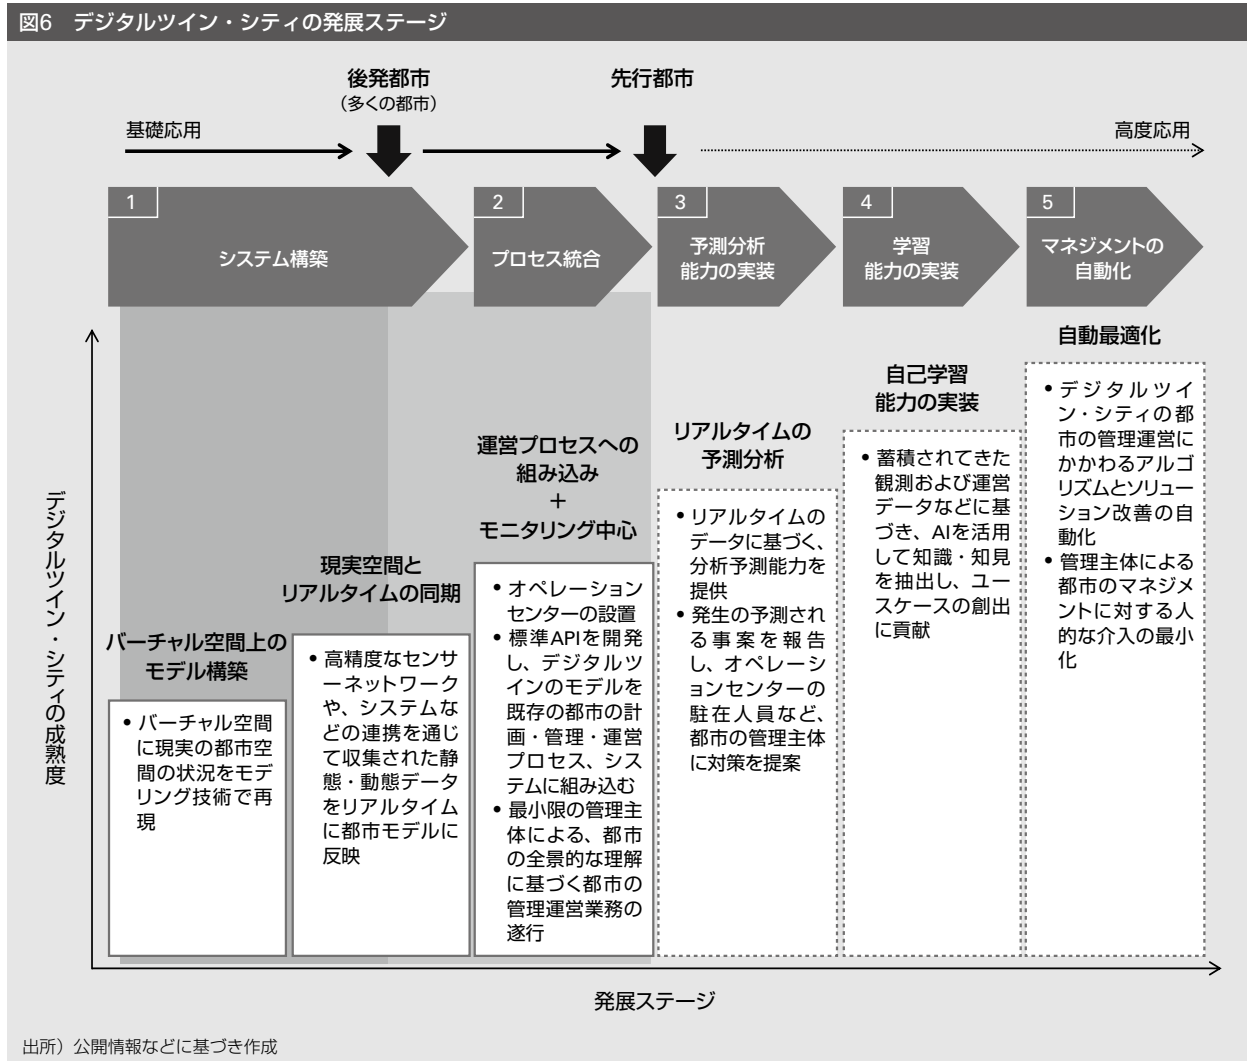 図6 デジタルツイン・シティの発展ステージ
後発都市
(多くの都市)
先行都市
基礎応用
高度応用
1
システム構築
2
プロセス統合
3
予測分析
能力の実装
4
学習
能力の実装
5
マネジメントの
自動化
デジタルツイン・シティの成熟度
バーチャル空間上の
モデル構築
• バーチャル空間
に現実の都市空
間の状況をモデ
リング技術で再
現
現実空間と
リアルタイムの同期
• 高精度なセンサ
ーネットワーク
や、システムな
どの連携を通じ
て収集された静
態・動態データ
をリアルタイム
に都市モデルに
反映
運営プロセスへの
組み込み
＋
モニタリング中心
• オペレーション
センターの設置
• 標準APIを開発
し、デジタルツ
インのモデルを
既存の都市の計
画・管理・運営
プロセス、シス
テムに組み込む
• 最小限の管理主
体による、都市
の全景的な理解
に基づく都市の
管理運営業務の
遂行
リアルタイムの
予測分析
• リアルタイムの
データに基づく、
分析予測能力を
提供
• 発生の予測され
る事案を報告
し、オペレーシ
ョンセンターの
駐在人員など、
都市の管理主体
に対策を提案
自己学習
能力の実装
• 蓄積されてきた
観測および運営
データなどに基
づき、AIを活用
して知識・知見
を抽出し、ユー
スケースの創出
に貢献
自動最適化
• デジタルツイ
ン・シティの都
市の管理運営に
かかわるアルゴ
リズムとソリュー
ション改善の自
動化
• 管理主体による
都市のマネジメ
ントに対する人
的な介入の最小
化
発展ステージ
出所）公開情報などに基づき作成